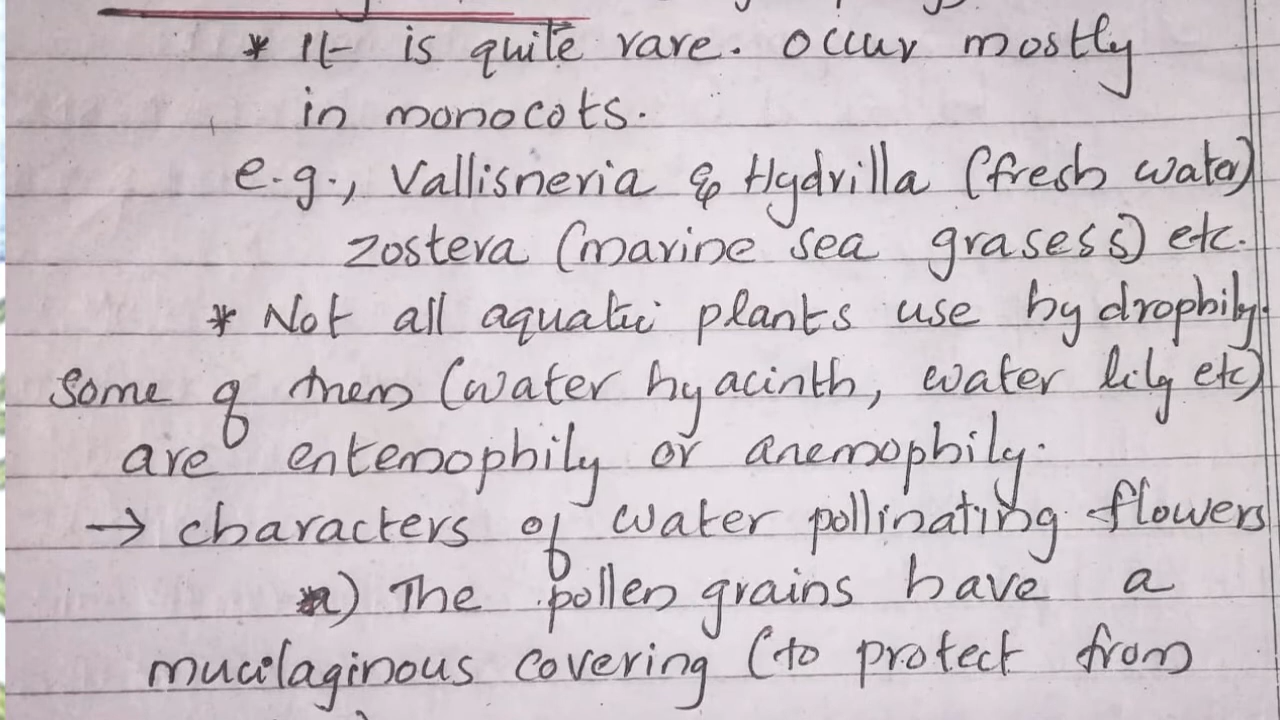 * It is quite rare. Occur mostly
in monocots.
e.g., Vallisneria & Hydrilla (fresh water)
Zostera (marine sea grasess) etc.
* Not all aquatic plants use hydrophily.
Some of them (water hyacinth, water lily etc)
are entemophily or anemophily.
→ characters of water pollinating flowers
a) The pollen grains have a
mucilaginous covering (to protect from